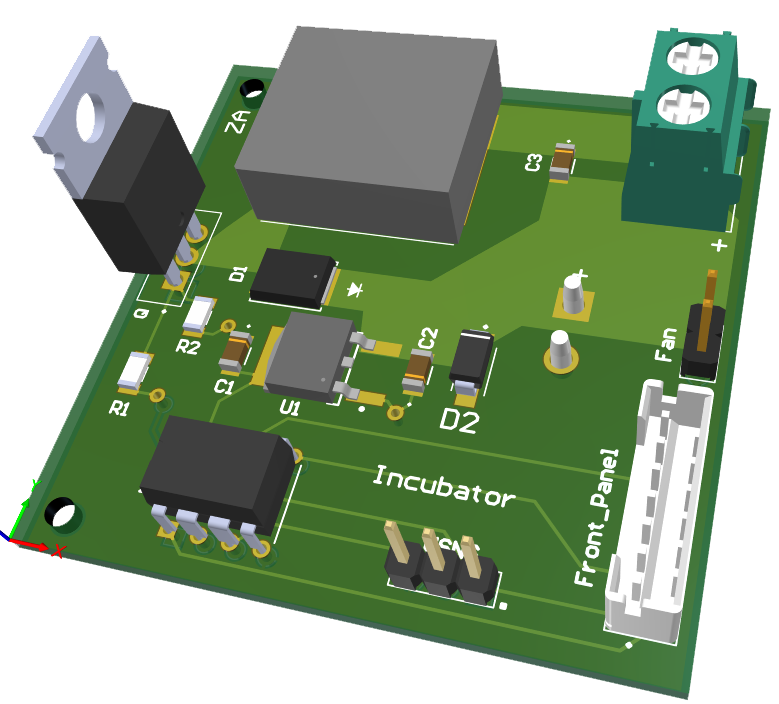 ZA
C3
+
D1
+
Q
R2
C1
U1
C2
D2
Fan
R1
Incubator
Front_Panel
Y
X